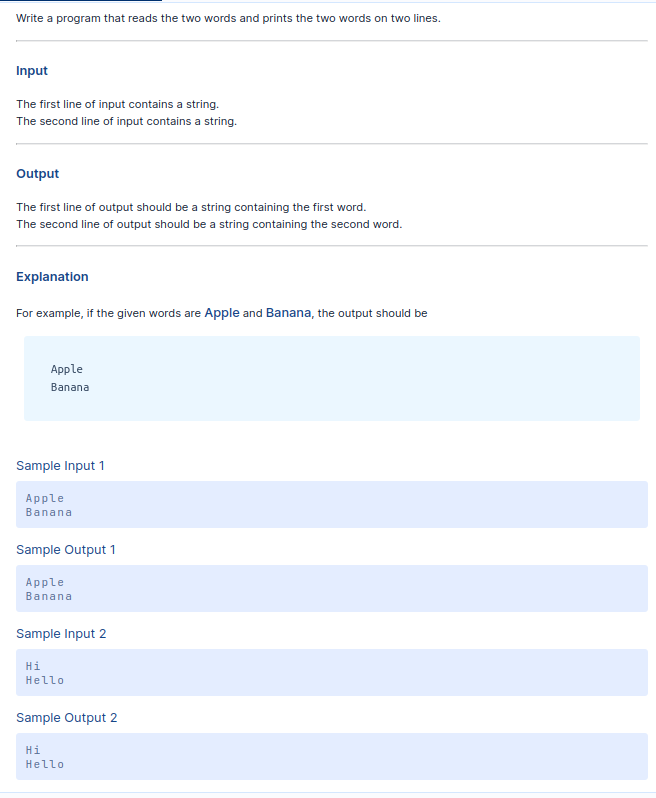 Write a program that reads the two words and prints the two words on two lines.
Input
The first line of input contains a string.
The second line of input contains a string.
Output
The first line of output should be a string containing the first word.
The second line of output should be a string containing the second word.
Explanation
For example, if the given words are Apple and Banana, the output should be
Apple
Banana
Sample Input 1
Apple
Banana
Sample Output 1
Apple
Banana
Sample Input 2
Hi
Hello
Sample Output 2
Hi
Hello